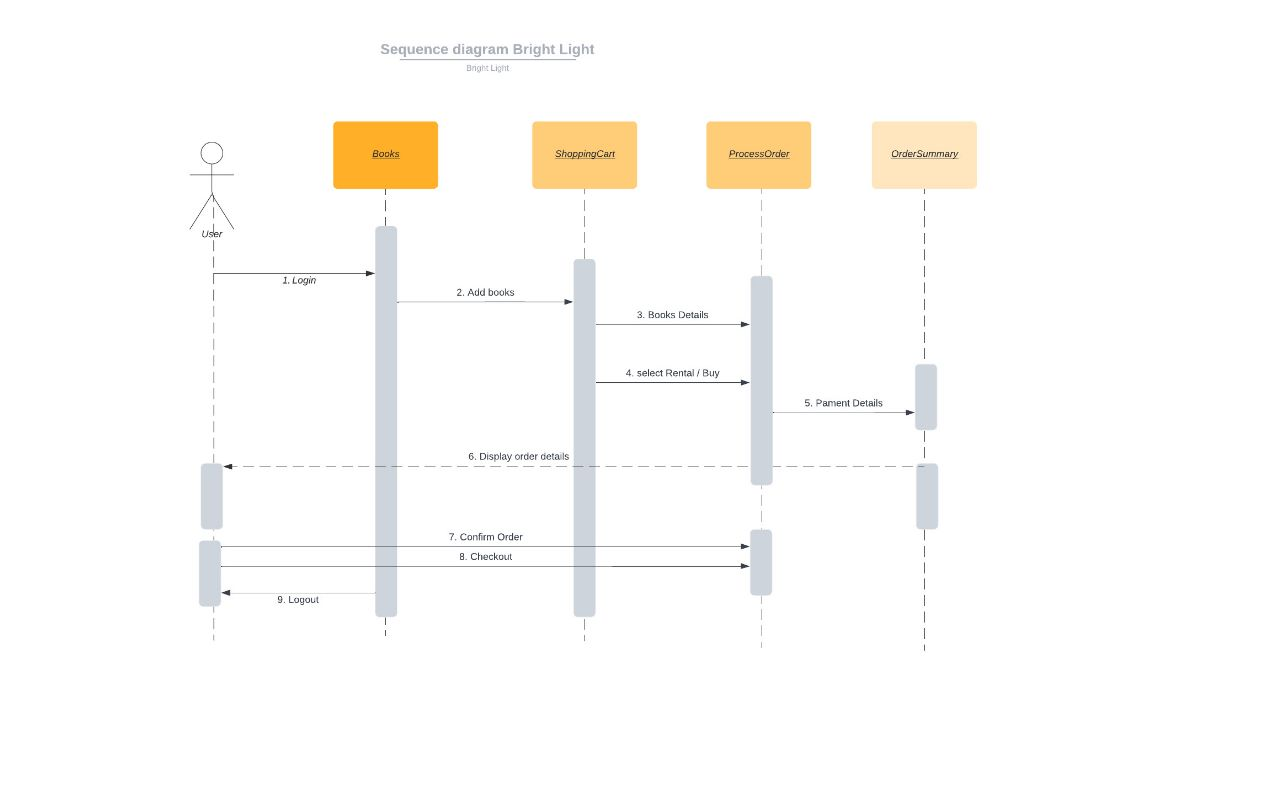 Sequence diagram Bright Light
Bright Light
Books
ShoppingCart
ProcessOrder
OrderSummary
User
1. Login
2. Add books
3. Books Details
4. select Rental / Buy
5. Pament Details
6. Display order details
7. Confirm Order
8. Checkout
9. Logout